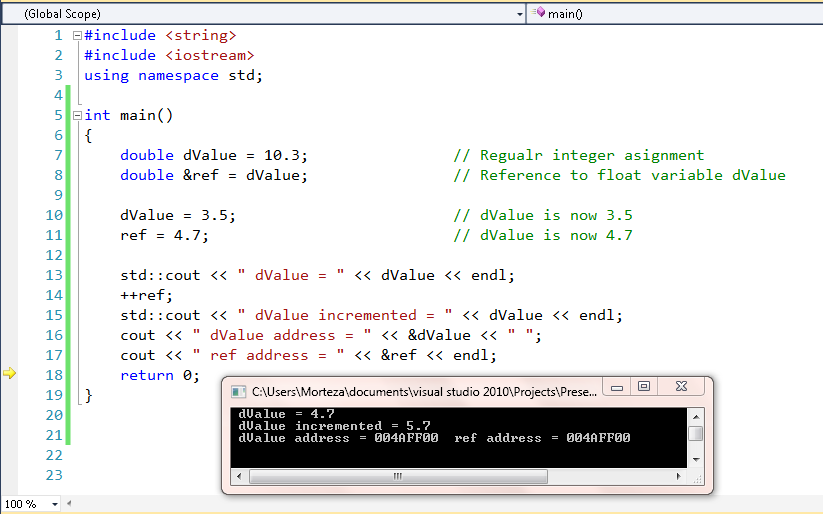 (Global Scope) main()
1 #include <string>
2 #include <iostream>
3 using namespace std;
4
5 int main()
6 {
7 double dValue = 10.3; // Regualr integer asignment
8 double &ref = dValue; // Reference to float variable dValue
9
10 dValue = 3.5; // dValue is now 3.5
11 ref = 4.7; // dValue is now 4.7
12
13 std::cout << " dValue = " << dValue << endl;
14 ++ref;
15 std::cout << " dValue incremented = " << dValue << endl;
16 cout << " dValue address = " << &dValue << " ";
17 cout << " ref address = " << &ref << endl;
18 return 0;
19 }
20
21
22
23
C:\Users\Morteza\documents\visual studio 2010\Projects\Prese...
dValue = 4.7
dValue incremented = 5.7
dValue address = 004AFF00 ref address = 004AFF00
100 %